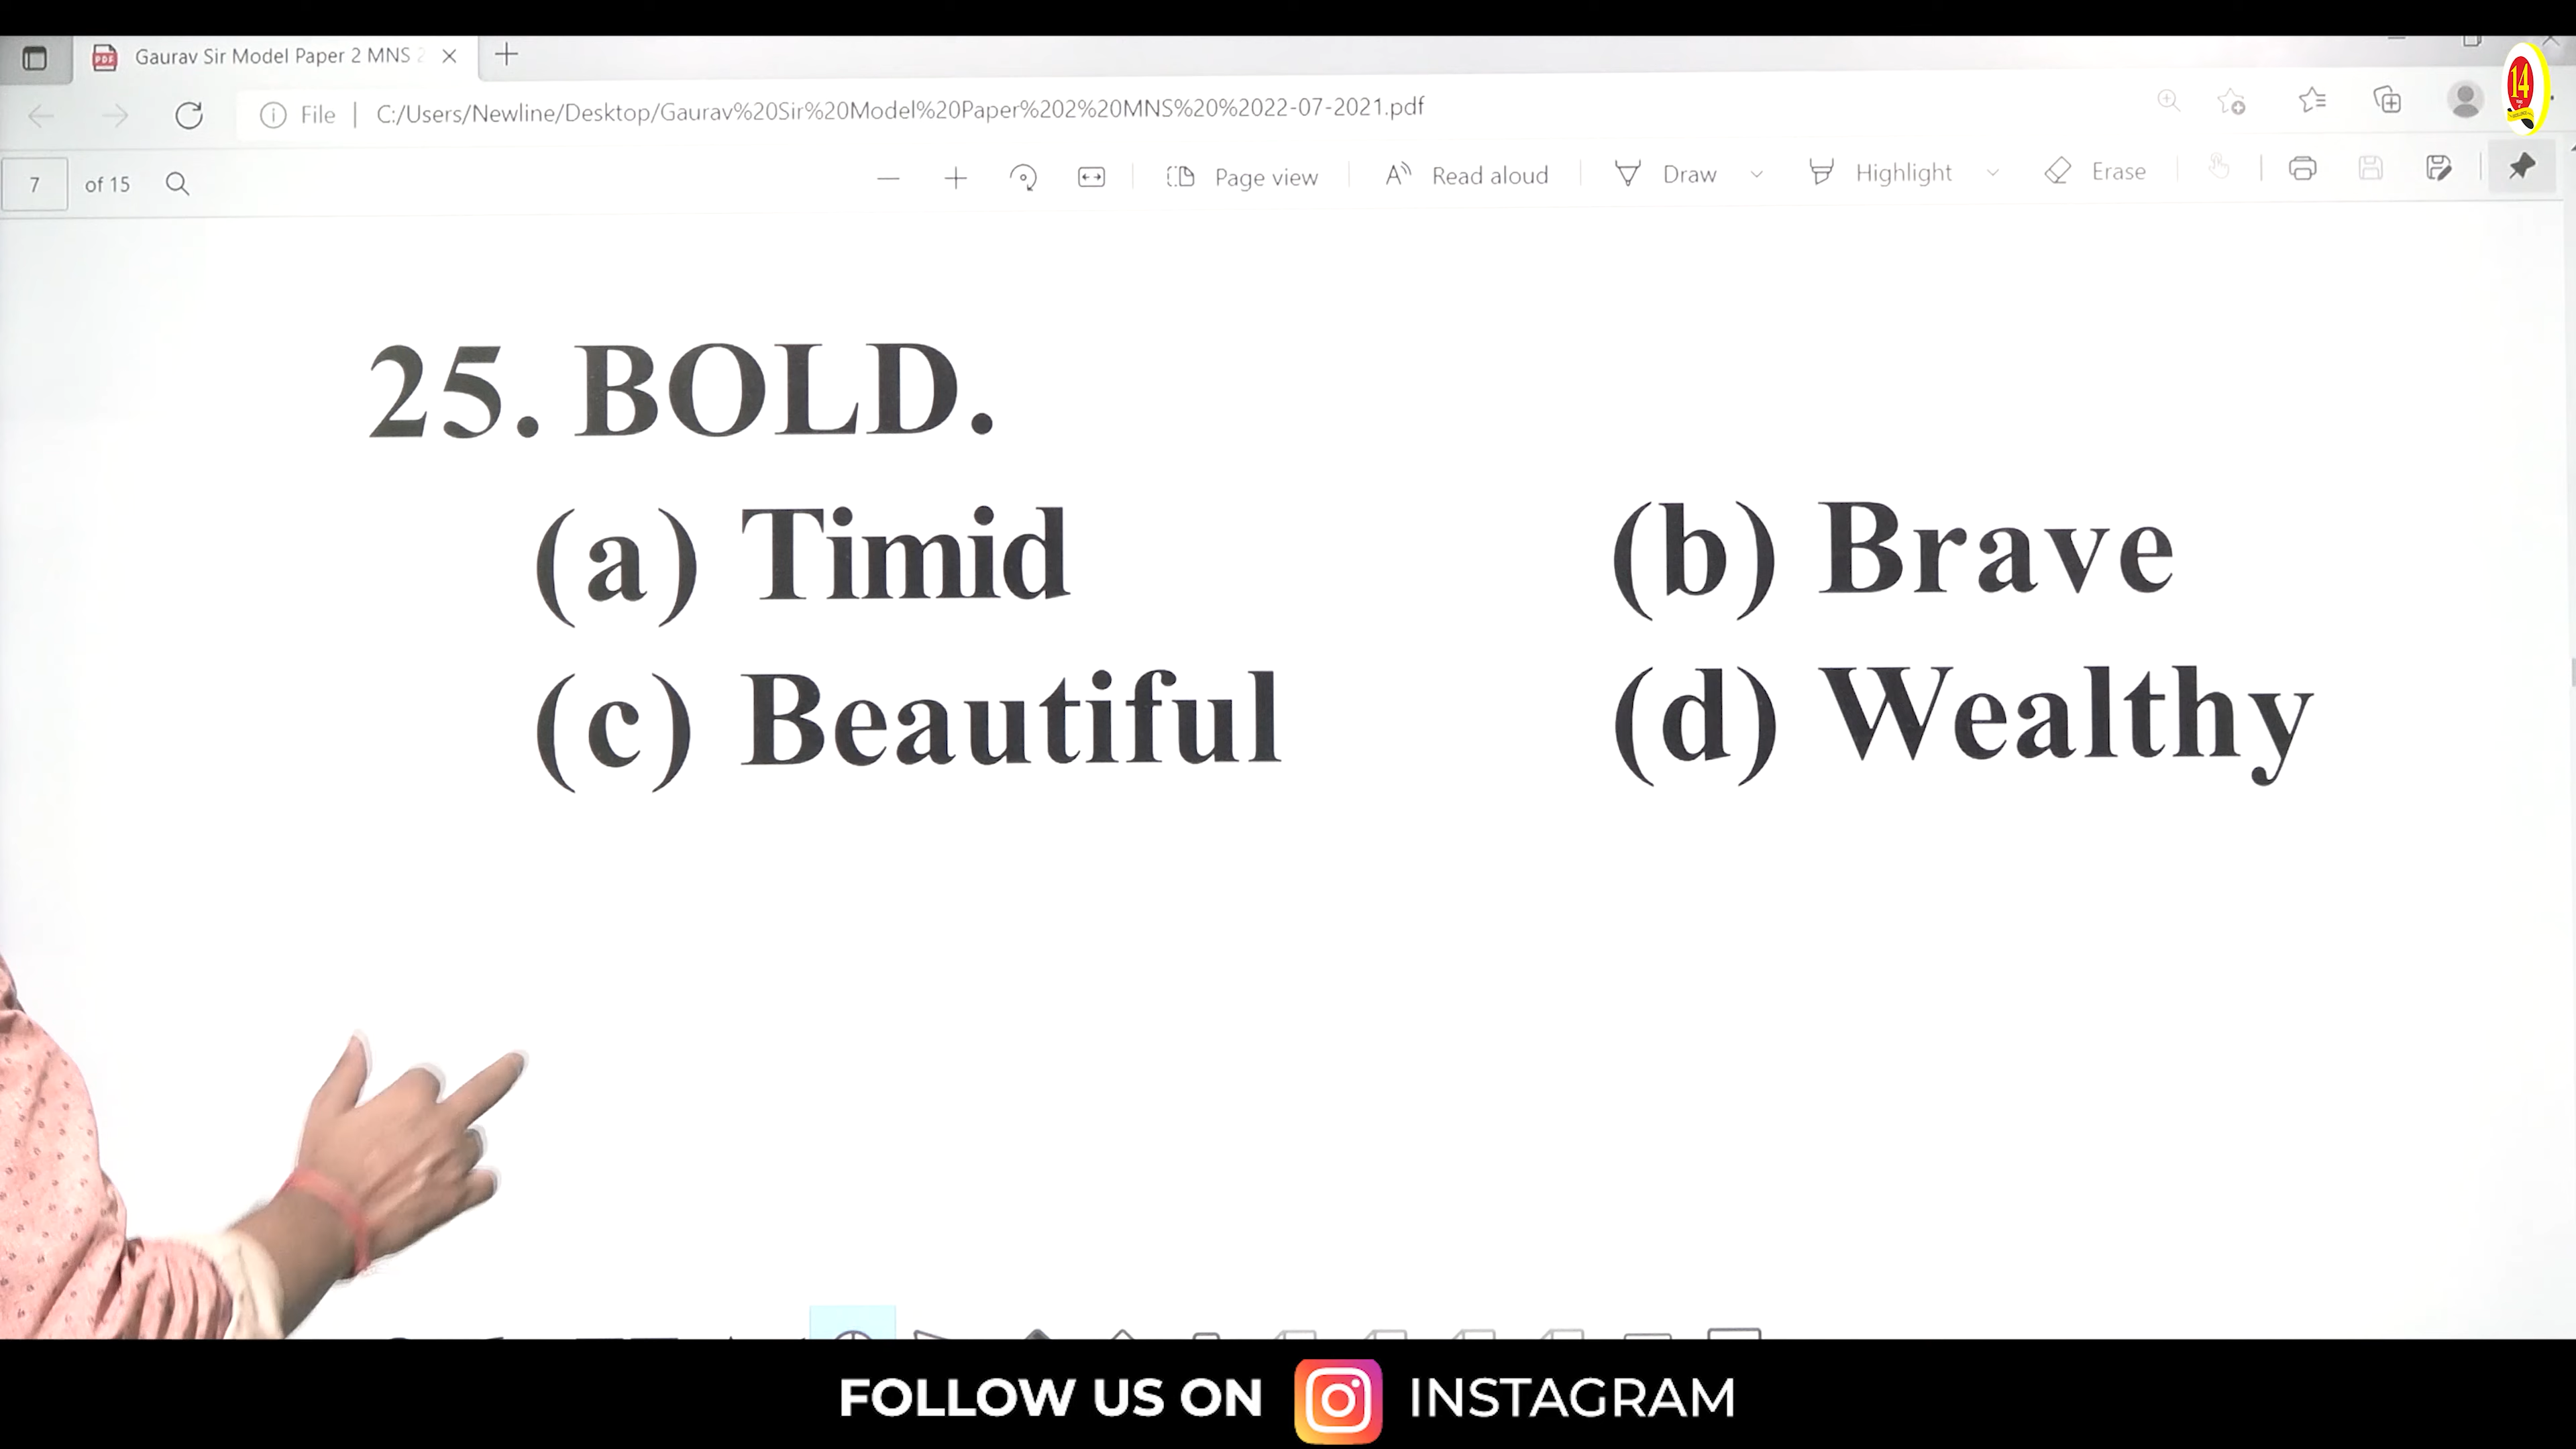 Gaurav Sir Model Paper 2 MNS
File | C:/Users/Newline/Desktop/Gaurav%20Sir%20Model%20Paper%202%20MNS%20%2022-07-2021.pdf
14
7 of 15 Page view Read aloud Draw Highlight Erase
25. BOLD.
(a) Timid (b) Brave
(c) Beautiful (d) Wealthy
FOLLOW US ON INSTAGRAM